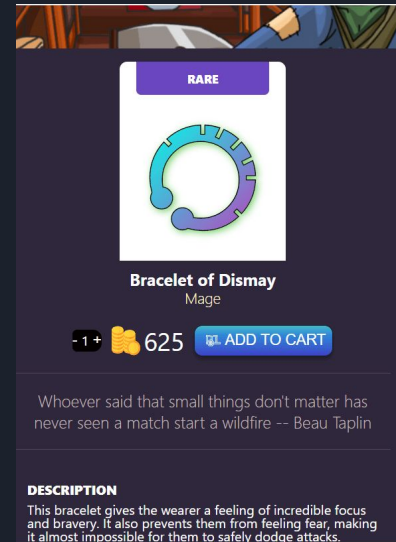 RARE
Bracelet of Dismay
Mage
- 1 + 625 ADD TO CART
Whoever said that small things don't matter has
never seen a match start a wildfire -- Beau Taplin
DESCRIPTION
This bracelet gives the wearer a feeling of incredible focus
and bravery. It also prevents them from feeling fear, making
it almost impossible for them to safely dodge attacks.